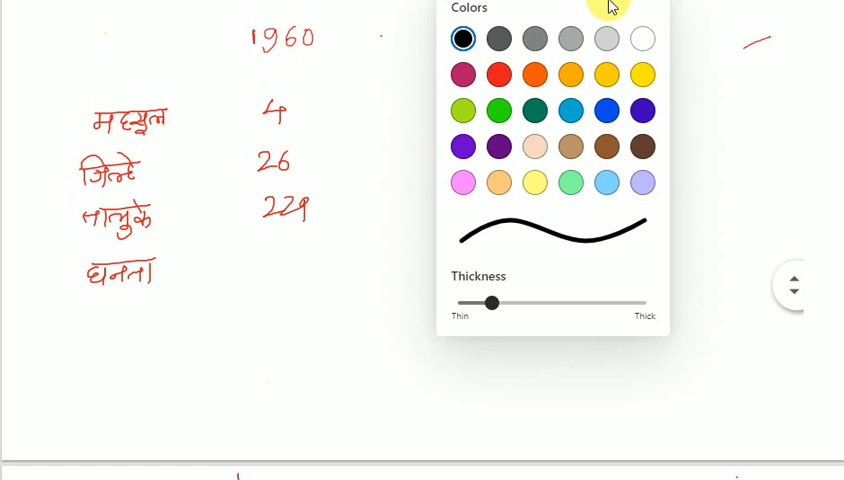 1960
महसूल 4
जिल्हे 26
तालुके 229
घनता
Colors
Thickness
Thin Thick